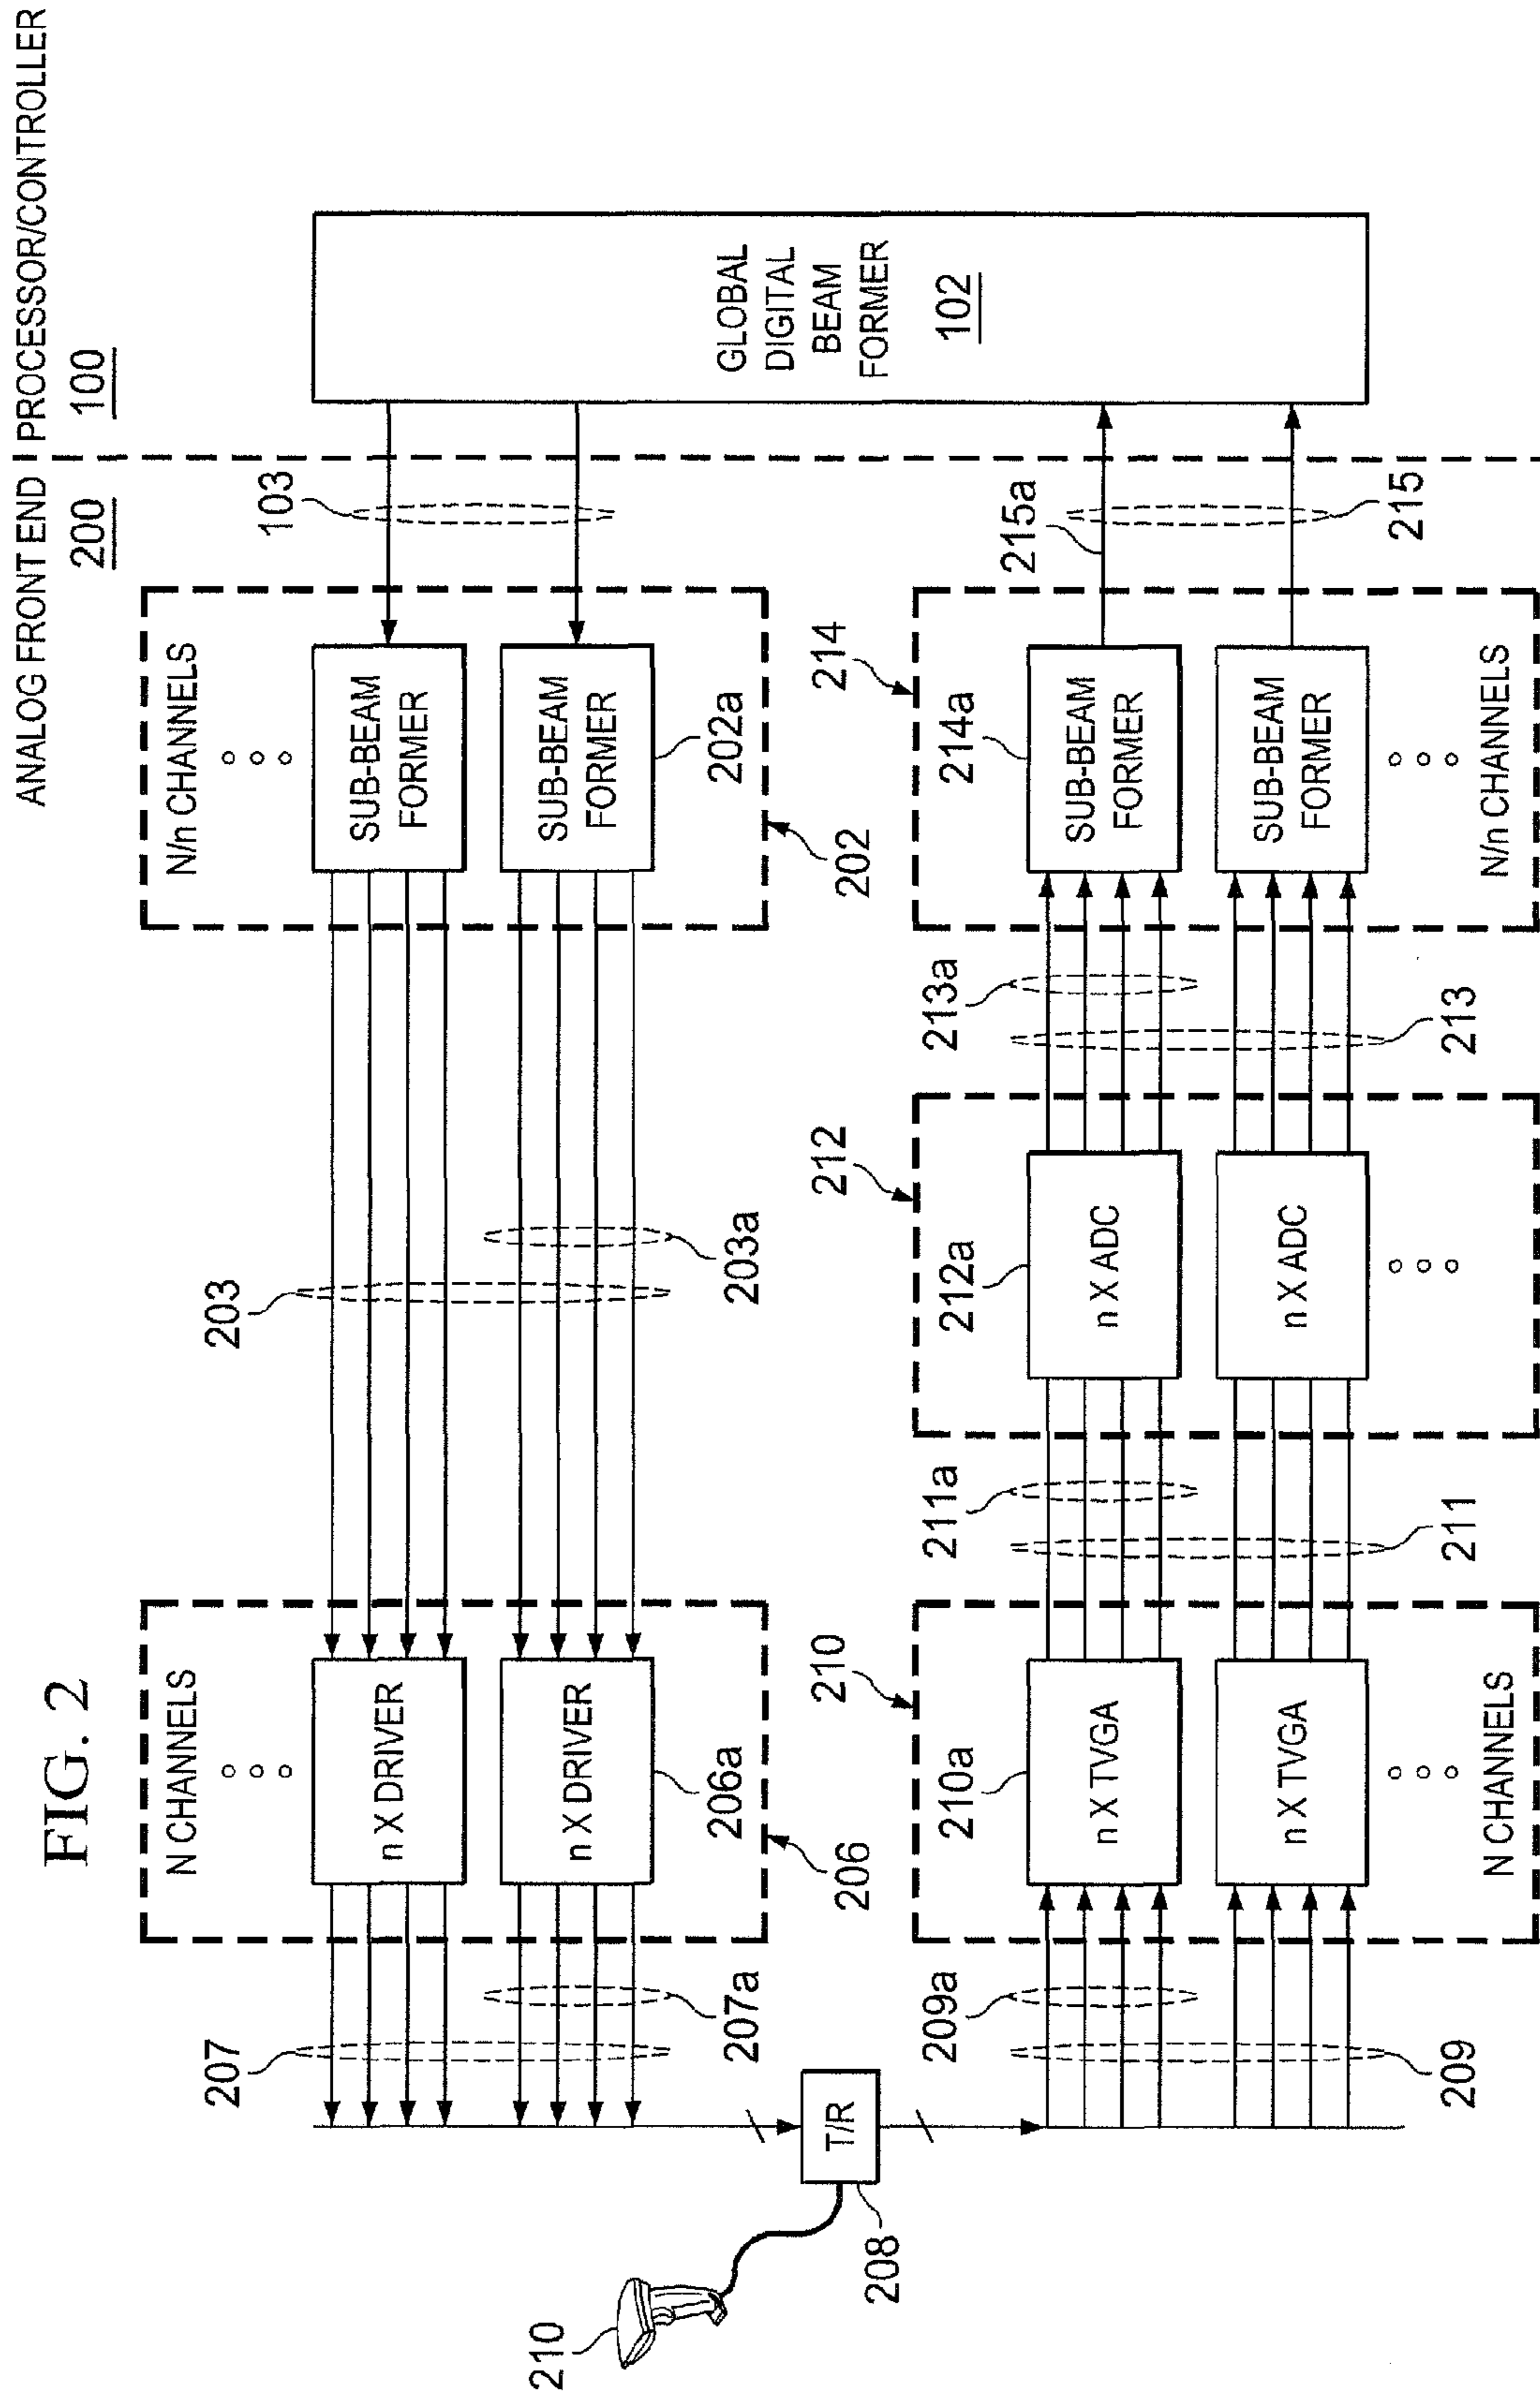 FIG. 2
ANALOG FRONT END
200
PROCESSOR/CONTROLLER
100
N CHANNELS
n X DRIVER
n X DRIVER
206a
206
207
207a
203
203a
N/n CHANNELS
SUB-BEAM
FORMER
SUB-BEAM
FORMER
202a
202
103
GLOBAL
DIGITAL
BEAM
FORMER
102
210
T/R
208
209a
209
210
210a
n X TVGA
n X TVGA
N CHANNELS
211a
211
212
212a
n X ADC
n X ADC
213a
213
214
214a
SUB-BEAM
FORMER
SUB-BEAM
FORMER
N/n CHANNELS
215a
215